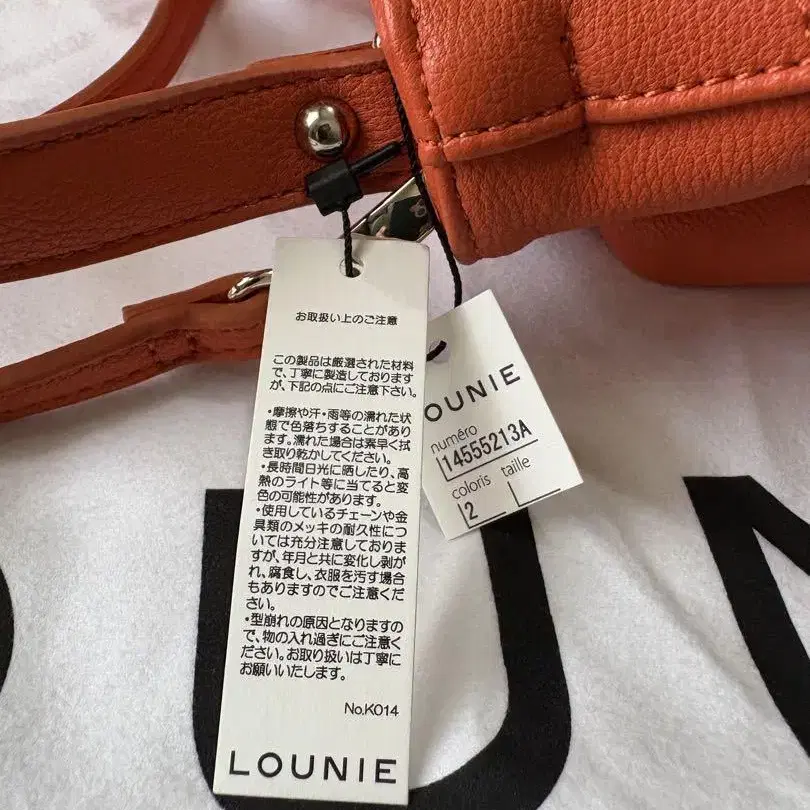 お取扱い上のご注意
この製品は厳選された材料
で、丁寧に製造しております
が、下記の点にご注意下さい。
・摩擦や汗・雨等の濡れた状
態で色落ちすることがあり
ます。濡れた場合は素早く拭
き取り乾かしてください。
・長時間日光に晒したり、高
熱のライト等に当てると変
色の可能性があります。
・使用しているチェーンや金
具類のメッキの耐久性につ
いては充分注意しておりま
すが、年月と共に変化し剥が
れ、腐食し、衣服を汚す場合
もありますのでご注意くだ
さい。
・型崩れの原因となりますの
で、物の入れ過ぎにご注意く
ださい。お取り扱いは丁寧に
お願いいたします。
No.K014
LOUNIE
LOUNIE
numéro
14555213A
coloris taille
2